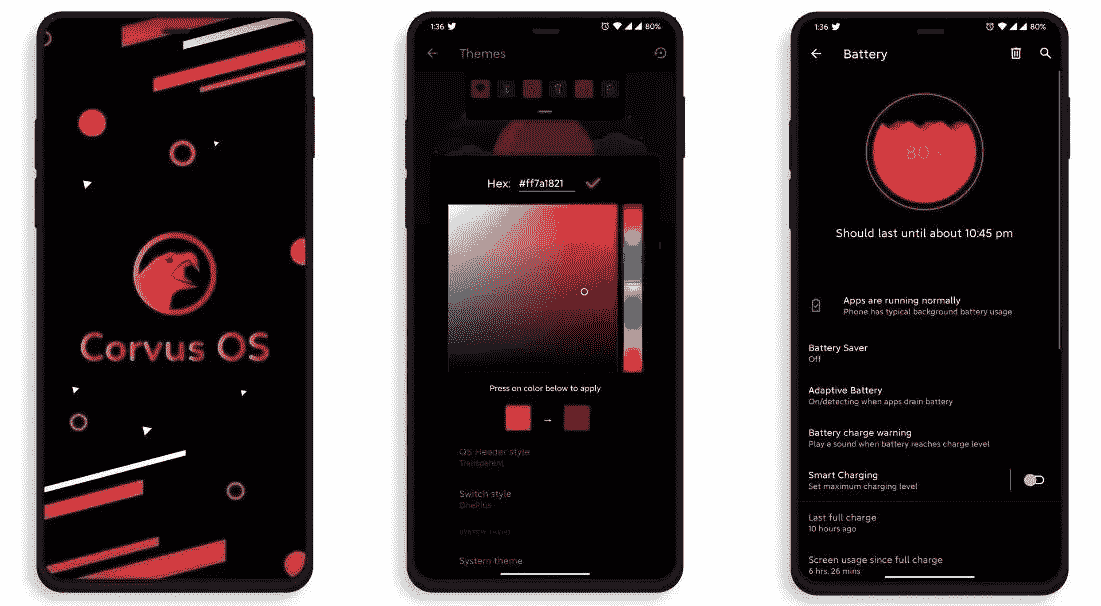 Corvus OS
1:36
80%
Themes
Hex: #ff7a1821
Press on color below to apply
QS Header style
Transparent
Switch style
OnePlus
System theme
1:36
80%
Battery
80
Should last until about 10:45 pm
Apps are running normally
Phone has typical background battery usage
Battery Saver
Off
Adaptive Battery
On/detecting when apps drain battery
Battery charge warning
Play a sound when battery reaches charge level
Smart Charging
Set maximum charging level
Last full charge
10 hours ago
Screen usage since full charge
6 hrs, 26 mins